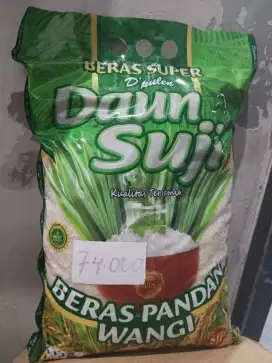 BERAS SUPER
D'pulen
Daun
Suji
Kualitas Terjamin
74.000
BERAS PANDAN
WANGI